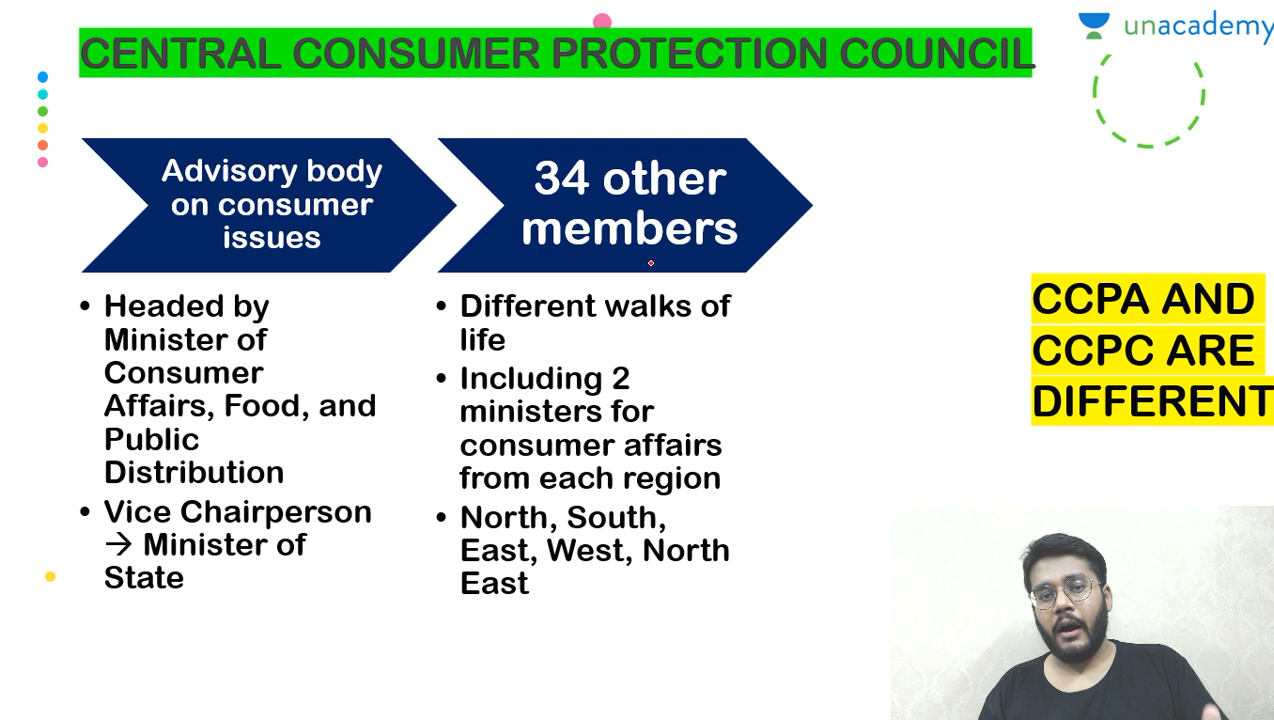 CENTRAL CONSUMER PROTECTION COUNCIL
unacademy
Advisory body
on consumer
issues
• Headed by
Minister of
Consumer
Affairs, Food, and
Public
Distribution
• Vice Chairperson
→ Minister of
State
34 other
members
• Different walks of
life
• Including 2
ministers for
consumer affairs
from each region
• North, South,
East, West, North
East
CCPA AND
CCPC ARE
DIFFERENT